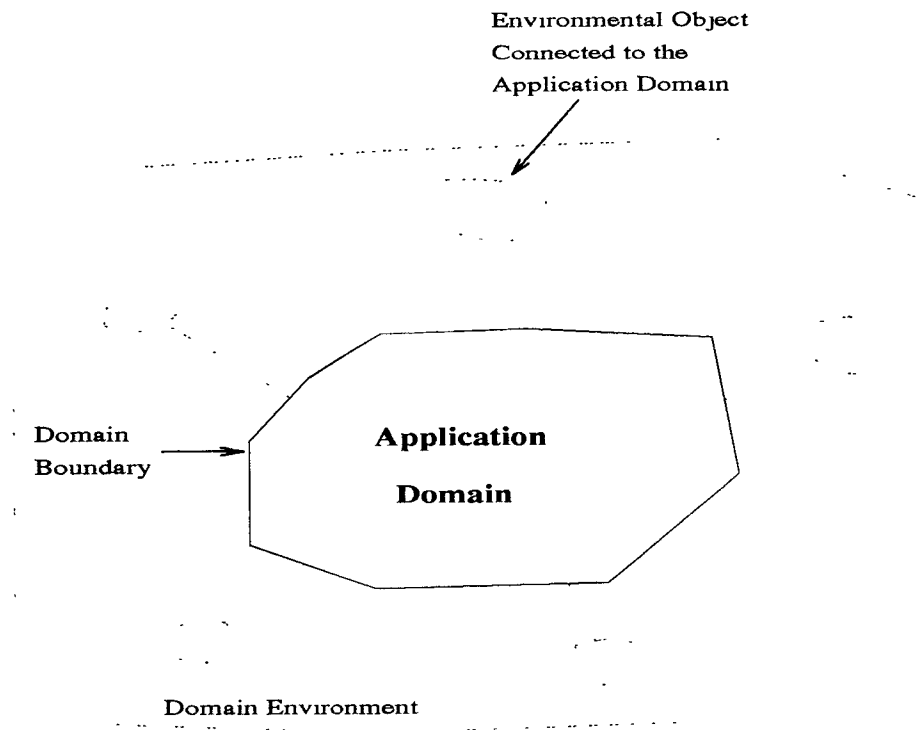 Environmental Object
Connected to the
Application Domain
Domain
Boundary
Application
Domain
Domain Environment